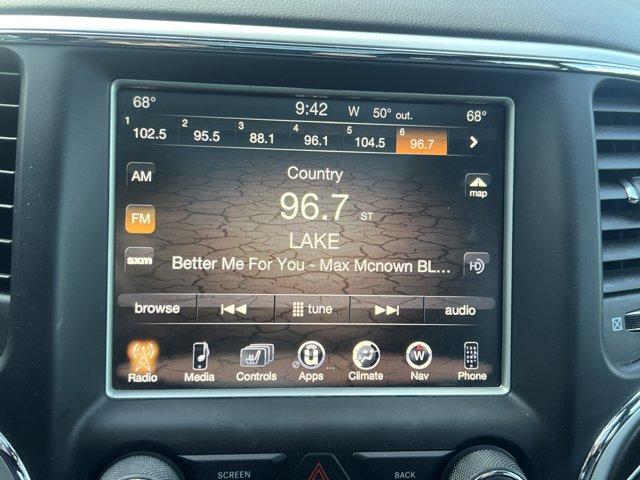 68° 9:42 W 50° out. 68°
1 102.5 2 95.5 3 88.1 4 96.1 5 104.5 6 96.7
Country
AM
map
96.7 ST
FM
LAKE
sxm
Better Me For You - Max Mcnown BL...
HD
browse tune audio
Radio Media Controls Apps ... Climate Nav Phone
W
SCREEN BACK